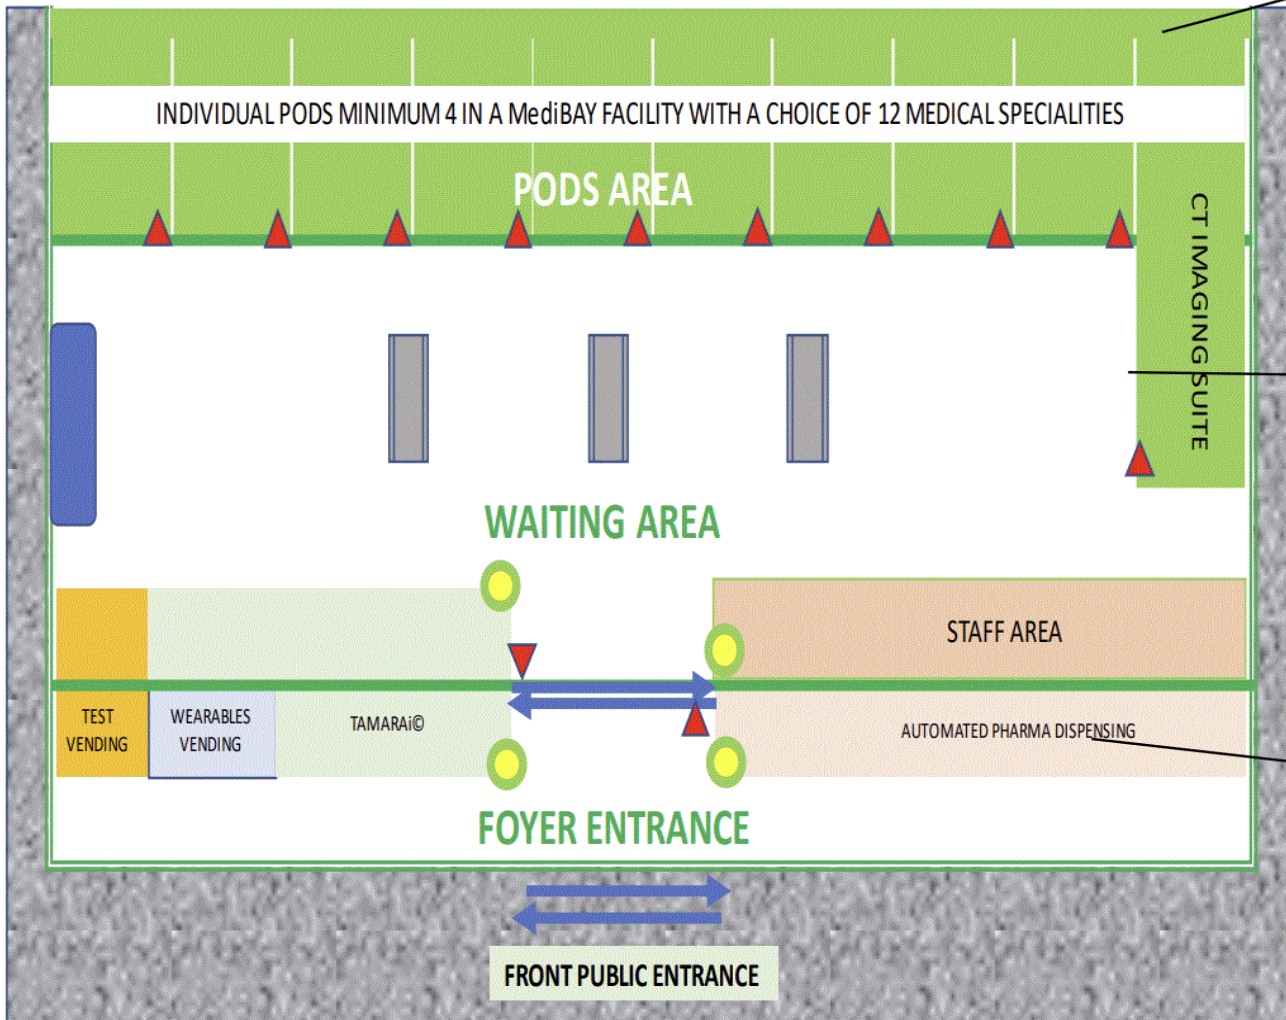 INDIVIDUAL PODS MINIMUM 4 IN A MediBAY FACILITY WITH A CHOICE OF 12 MEDICAL SPECIALITIES
PODS AREA
CT IMAGING SUITE
WAITING AREA
STAFF AREA
TEST
VENDING
WEARABLES
VENDING
TAMARAi©
AUTOMATED PHARMA DISPENSING
FOYER ENTRANCE
FRONT PUBLIC ENTRANCE